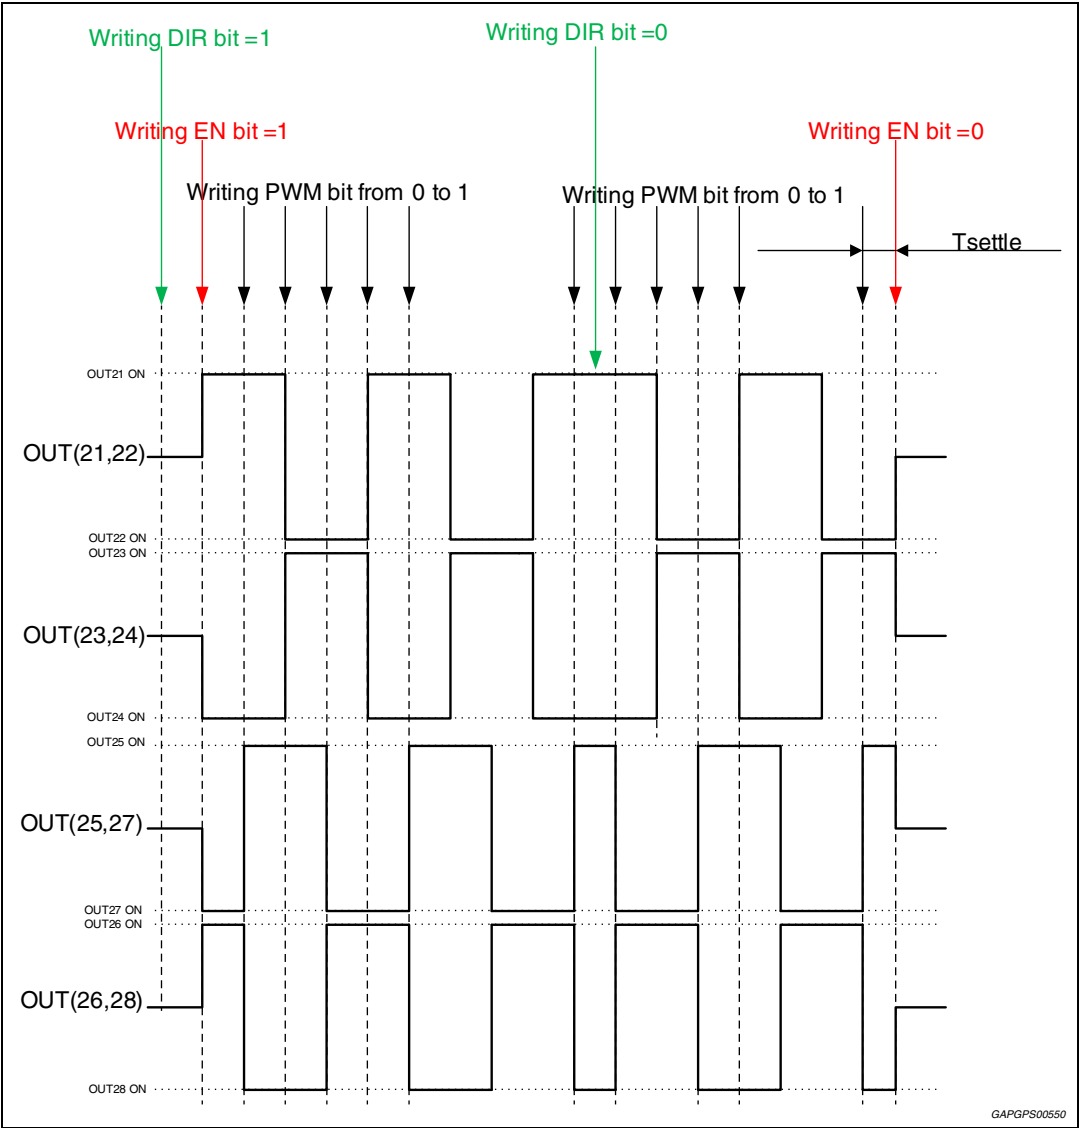 Writing DIR bit =1
Writing DIR bit =0
Writing EN bit =1
Writing EN bit =0
Writing PWM bit from 0 to 1
Writing PWM bit from 0 to 1
Tsettle
OUT21 ON
OUT(21,22)
OUT22 ON
OUT23 ON
OUT(23,24)
OUT24 ON
OUT25 ON
OUT(25,27)
OUT27 ON
OUT26 ON
OUT(26,28)
OUT28 ON
GAPGPS00550